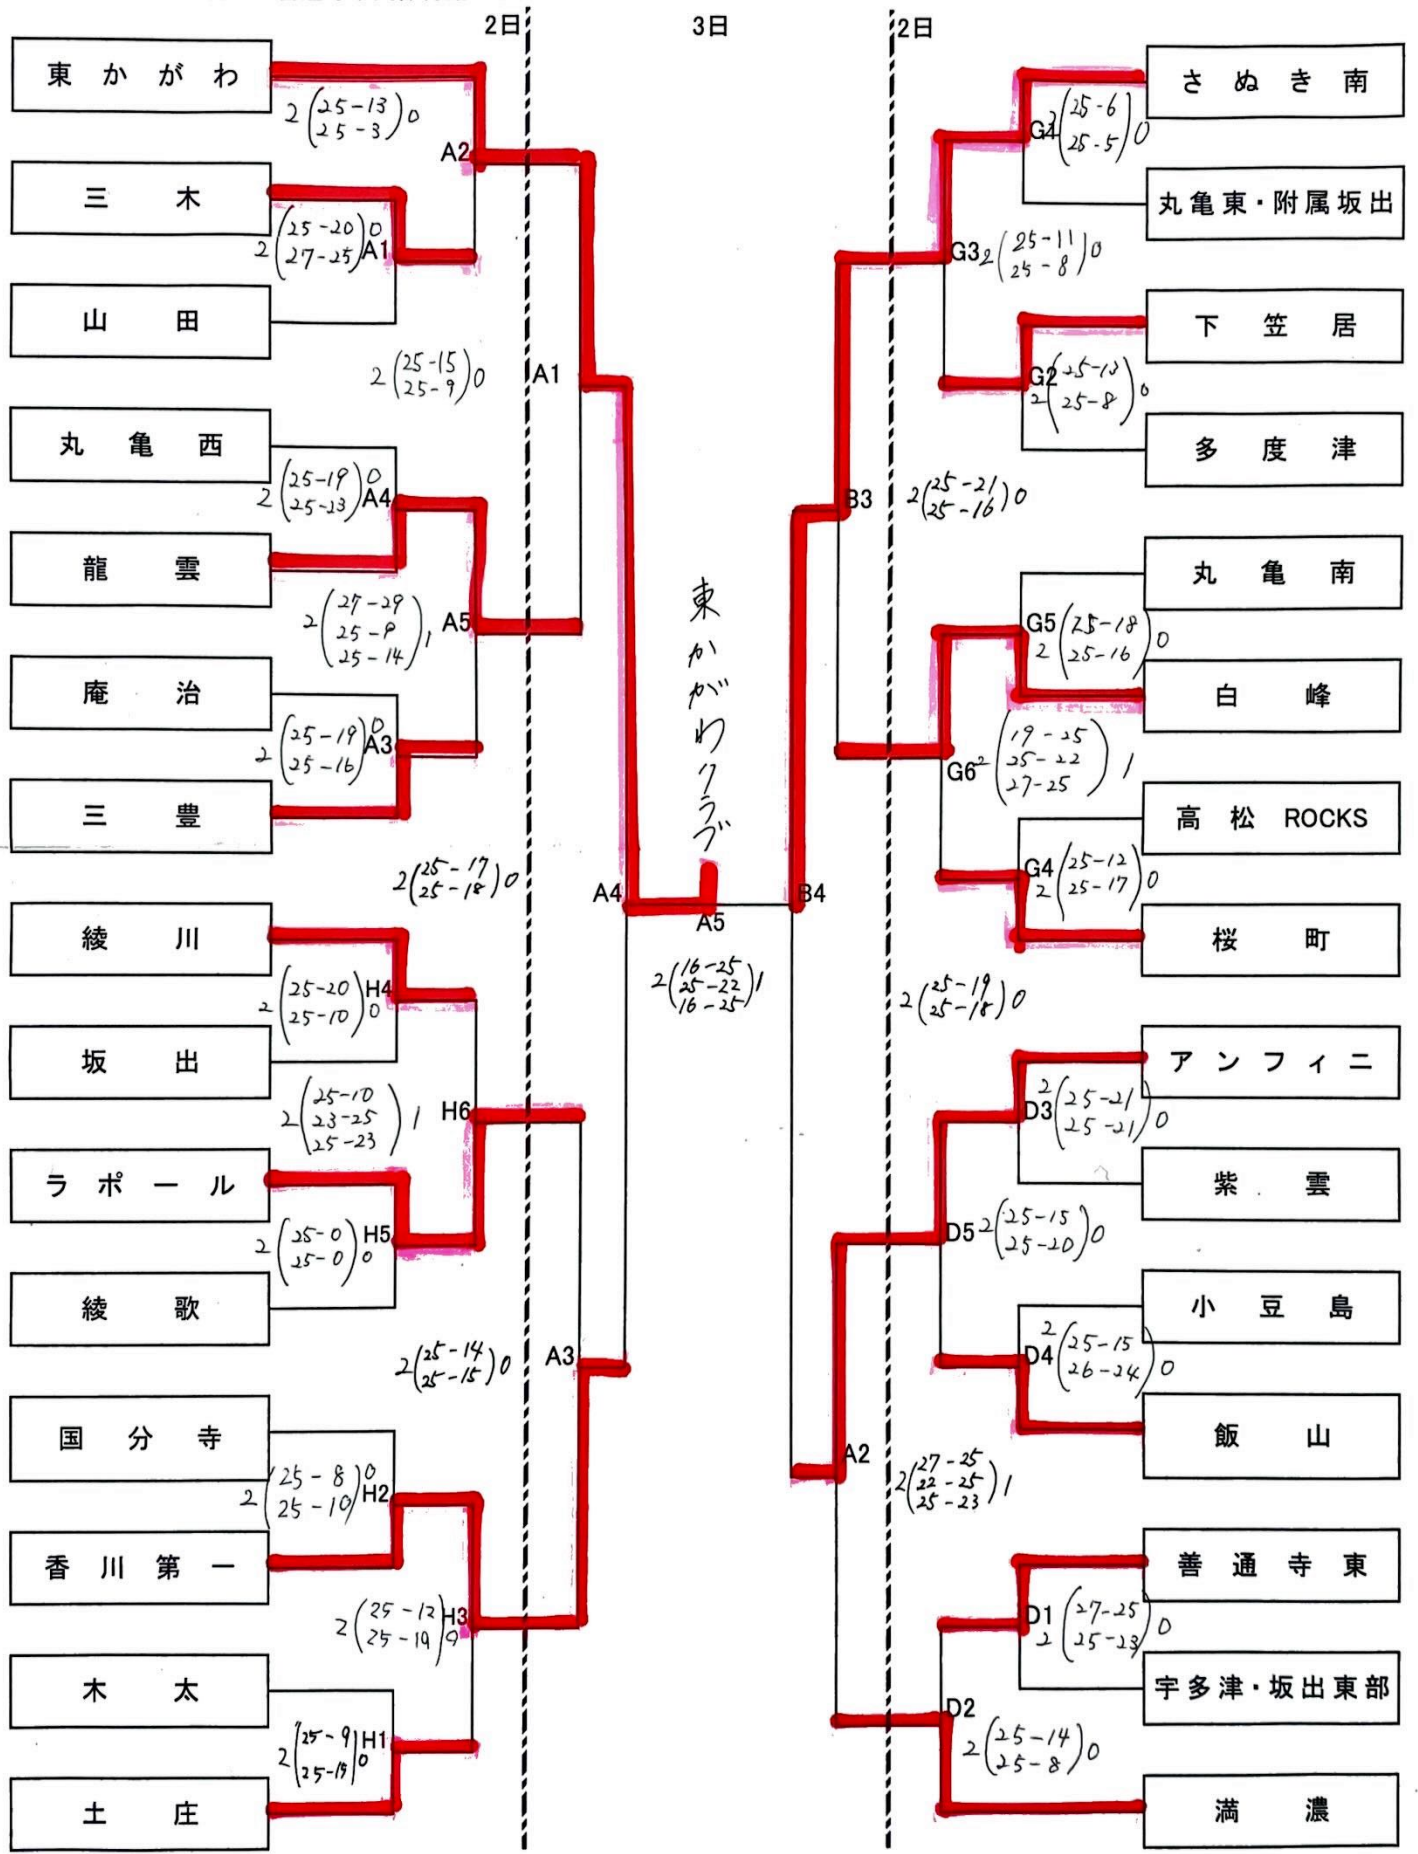 2日
3日
2日
東かがわ
2(25-13 25-3)0
A2
三木
2(25-20 27-25)0
A1
山田
2(25-15 25-9)0
A1
丸亀西
2(25-19 25-23)0
A4
龍雲
2(27-29 25-9 25-14)1
A5
庵治
2(25-19 25-16)0
A3
三豊
2(25-17 25-18)0
A4
綾川
2(25-20 25-10)0
H4
坂出
2(25-10 23-25 25-23)1
H6
ラポール
2(25-0 25-0)0
H5
綾歌
2(25-14 25-15)0
A3
国分寺
2(25-8 25-10)0
H2
香川第一
2(25-12 25-19)0
H3
木太
2(25-9 25-15)0
H1
土庄
東かがわクラブ
A5
2(16-25 25-22 16-25)1
さぬき南
G1
2(25-6 25-5)0
丸亀東・附属坂出
G3
2(25-11 25-8)0
下笠居
G2
2(25-13 25-8)0
多度津
B3
2(25-21 25-16)0
丸亀南
G5
2(25-18 25-16)0
白峰
G6
2(19-25 25-22 27-25)1
高松 ROCKS
G4
2(25-12 25-17)0
桜町
B4
2(25-19 25-18)0
アンフィニ
D3
2(25-21 25-21)0
紫雲
D5
2(25-15 25-20)0
小豆島
D4
2(25-15 26-24)0
飯山
A2
2(27-25 22-25 25-23)1
善通寺東
D1
2(27-25 25-23)0
宇多津・坂出東部
D2
2(25-14 25-8)0
満濃